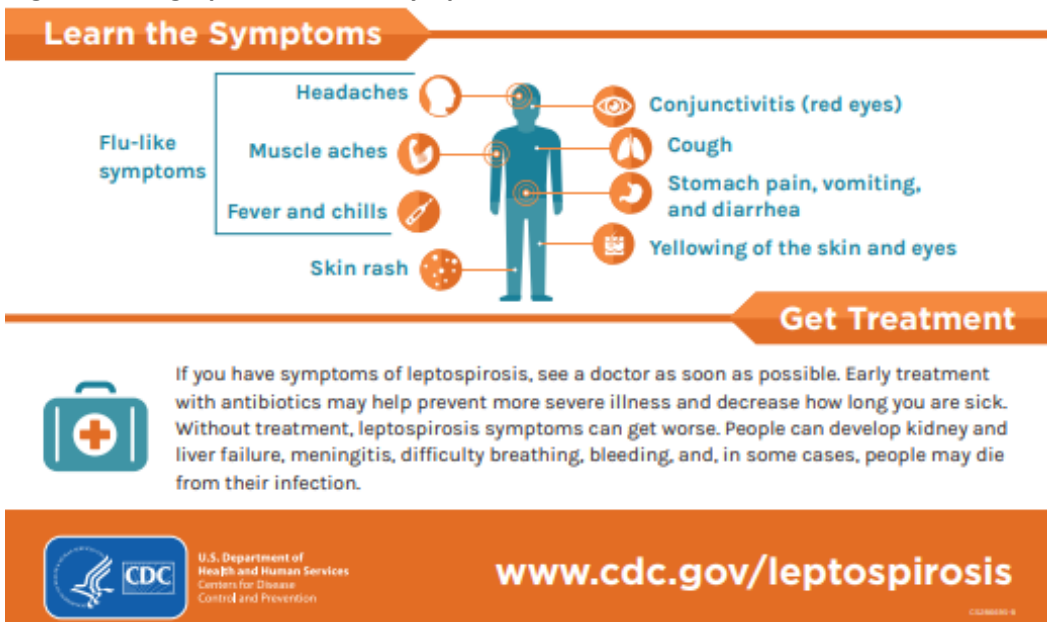 Learn the Symptoms
Flu-like
symptoms
Headaches
Muscle aches
Fever and chills
Skin rash
Conjunctivitis (red eyes)
Cough
Stomach pain, vomiting,
and diarrhea
Yellowing of the skin and eyes
Get Treatment
If you have symptoms of leptospirosis, see a doctor as soon as possible. Early treatment
with antibiotics may help prevent more severe illness and decrease how long you are sick.
Without treatment, leptospirosis symptoms can get worse. People can develop kidney and
liver failure, meningitis, difficulty breathing, bleeding, and, in some cases, people may die
from their infection.
CDC
U.S. Department of
Health and Human Services
Centers for Disease
Control and Prevention
www.cdc.gov/leptospirosis